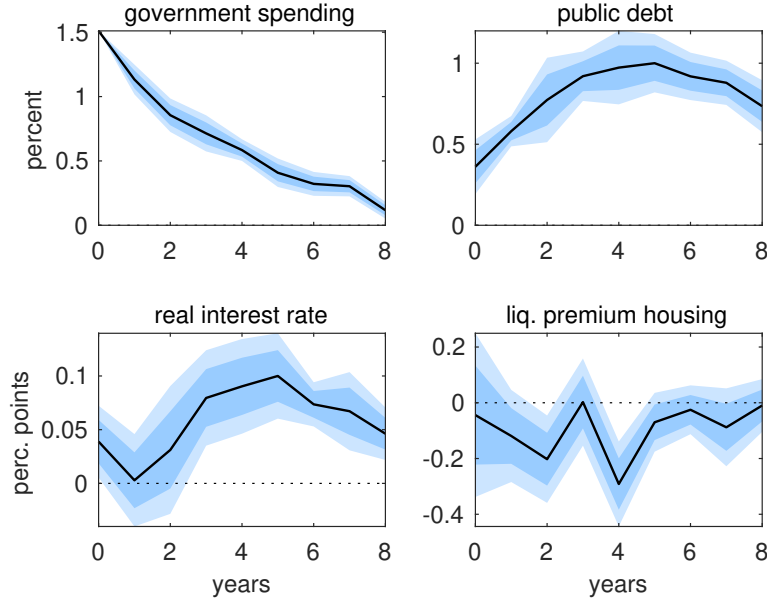 government spending
public debt
percent
1.5
1
0.5
0
0 2 4 6 8
1
0.5
0
0 2 4 6 8
real interest rate
liq. premium housing
perc. points
0.1
0.05
0
0 2 4 6 8
years
0.2
0
-0.2
-0.4
0 2 4 6 8
years